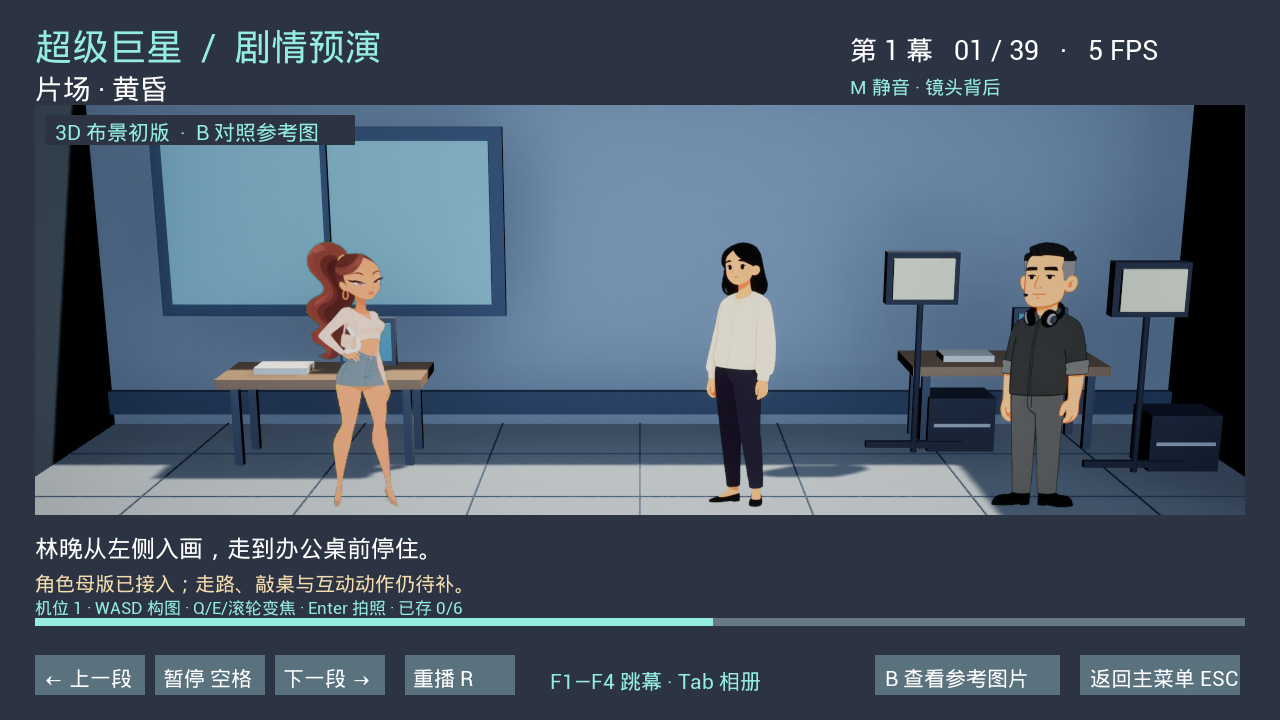 超级巨星 / 剧情预演
第 1 幕 01 / 39 · 5 FPS
片场 · 黄昏
M 静音 · 镜头背后
3D 布景初版 · B 对照参考图
林晚从左侧入画，走到办公桌前停住。
角色母版已接入；走路、敲桌与互动动作仍待补。
机位 1 · WASD 构图 · Q/E/滚轮变焦 · Enter 拍照 · 已存 0/6
← 上一段
暂停 空格
下一段 →
重播 R
F1—F4 跳幕 · Tab 相册
B 查看参考图片
返回主菜单 ESC